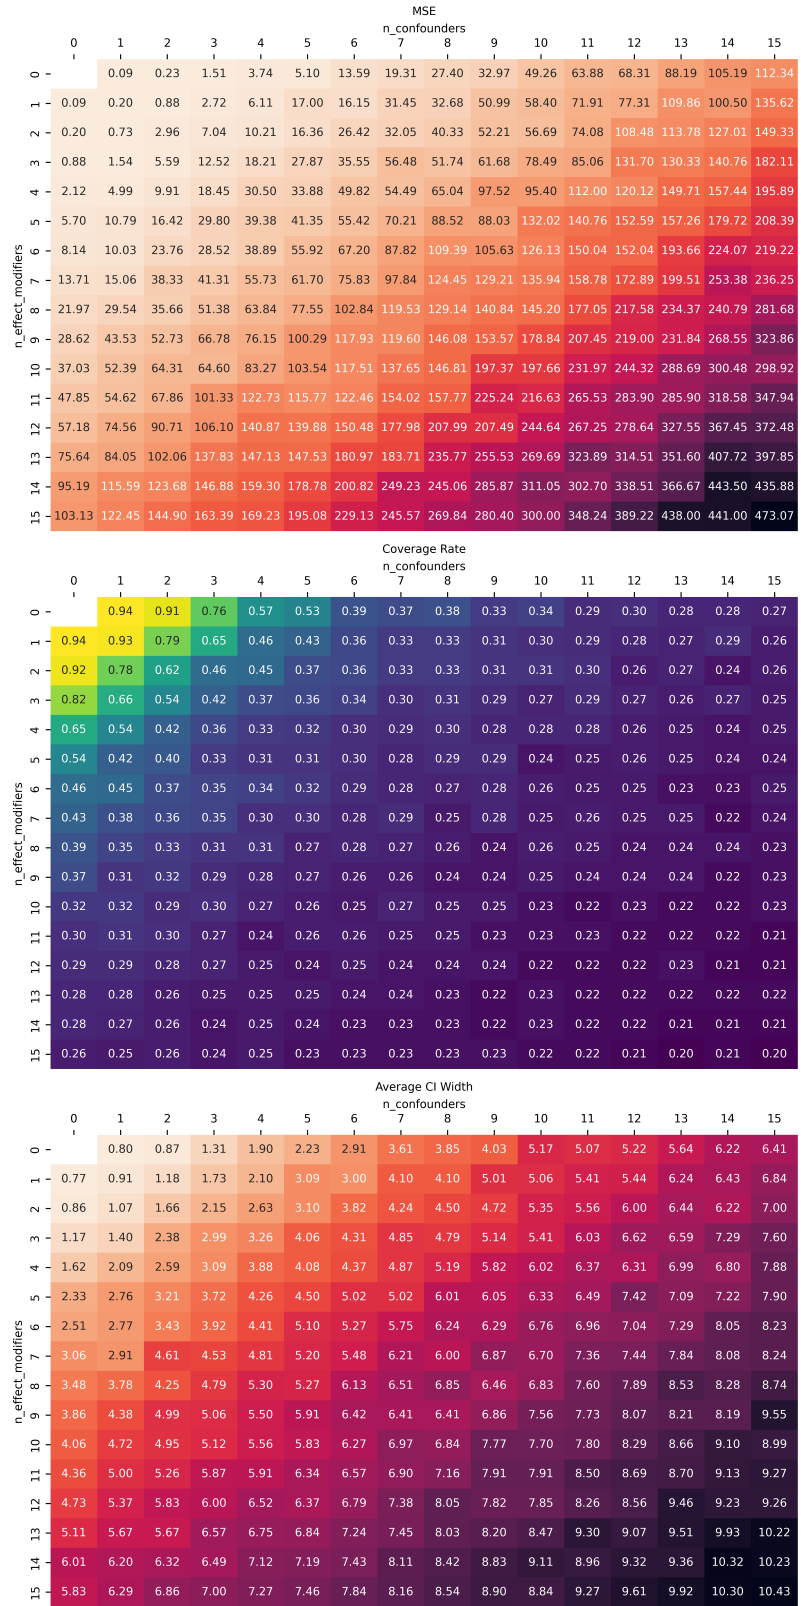 MSE
n_confounders
0 1 2 3 4 5 6 7 8 9 10 11 12 13 14 15
n_effect_modifiers
0 0.09 0.23 1.51 3.74 5.10 13.59 19.31 27.40 32.97 49.26 63.88 68.31 88.19 105.19 112.34
1 0.09 0.20 0.88 2.72 6.11 17.00 16.15 31.45 32.68 50.99 58.40 71.91 77.31 109.86 100.50 135.62
2 0.20 0.73 2.96 7.04 10.21 16.36 26.42 32.05 40.33 52.21 56.69 74.08 108.48 113.78 127.01 149.33
3 0.88 1.54 5.59 12.52 18.21 27.87 35.55 56.48 51.74 61.68 78.49 85.06 131.70 130.33 140.76 182.11
4 2.12 4.99 9.91 18.45 30.50 33.88 49.82 54.49 65.04 97.52 95.40 112.00 120.12 149.71 157.44 195.89
5 5.70 10.79 16.42 29.80 39.38 41.35 55.42 70.21 88.52 88.03 132.02 140.76 152.59 157.26 179.72 208.39
6 8.14 10.03 23.76 28.52 38.89 55.92 67.20 87.82 109.39 105.63 126.13 150.04 152.04 193.66 224.07 219.22
7 13.71 15.06 38.33 41.31 55.73 61.70 75.83 97.84 124.45 129.21 135.94 158.78 172.89 199.51 253.38 236.25
8 21.97 29.54 35.66 51.38 63.84 77.55 102.84 119.53 129.14 140.84 145.20 177.05 217.58 234.37 240.79 281.68
9 28.62 43.53 52.73 66.78 76.15 100.29 117.93 119.60 146.08 153.57 178.84 207.45 219.00 231.84 268.55 323.86
10 37.03 52.39 64.31 64.60 83.27 103.54 117.51 137.65 146.81 197.37 197.66 231.97 244.32 288.69 300.48 298.92
11 47.85 54.62 67.86 101.33 122.73 115.77 122.46 154.02 157.77 225.24 216.63 265.53 283.90 285.90 318.58 347.94
12 57.18 74.56 90.71 106.10 140.87 139.88 150.48 177.98 207.99 207.49 244.64 267.25 278.64 327.55 367.45 372.48
13 75.64 84.05 102.06 137.83 147.13 147.53 180.97 183.71 235.77 255.53 269.69 323.89 314.51 351.60 407.72 397.85
14 95.19 115.59 123.68 146.88 159.30 178.78 200.82 249.23 245.06 285.87 311.05 302.70 338.51 366.67 443.50 435.88
15 103.13 122.45 144.90 163.39 169.23 195.08 229.13 245.57 269.84 280.40 300.00 348.24 389.22 438.00 441.00 473.07
Coverage Rate
n_confounders
0 1 2 3 4 5 6 7 8 9 10 11 12 13 14 15
n_effect_modifiers
0 0.94 0.91 0.76 0.57 0.53 0.39 0.37 0.38 0.33 0.34 0.29 0.30 0.28 0.28 0.27
1 0.94 0.93 0.79 0.65 0.46 0.43 0.36 0.33 0.33 0.31 0.30 0.29 0.28 0.27 0.29 0.26
2 0.92 0.78 0.62 0.46 0.45 0.37 0.36 0.33 0.33 0.31 0.31 0.30 0.26 0.27 0.24 0.26
3 0.82 0.66 0.54 0.42 0.37 0.36 0.34 0.30 0.31 0.29 0.27 0.29 0.27 0.26 0.27 0.25
4 0.65 0.54 0.42 0.36 0.33 0.32 0.30 0.29 0.30 0.28 0.28 0.28 0.26 0.25 0.24 0.25
5 0.54 0.42 0.40 0.33 0.31 0.31 0.30 0.28 0.29 0.29 0.24 0.25 0.26 0.25 0.24 0.24
6 0.46 0.45 0.37 0.35 0.34 0.32 0.29 0.28 0.27 0.28 0.26 0.26 0.25 0.23 0.23 0.25
7 0.43 0.38 0.36 0.35 0.30 0.30 0.28 0.29 0.25 0.28 0.25 0.26 0.25 0.25 0.22 0.24
8 0.39 0.35 0.33 0.31 0.31 0.27 0.28 0.27 0.26 0.24 0.26 0.25 0.24 0.24 0.24 0.23
9 0.37 0.31 0.32 0.29 0.28 0.27 0.26 0.26 0.24 0.24 0.25 0.24 0.24 0.24 0.22 0.23
10 0.32 0.32 0.29 0.30 0.27 0.26 0.25 0.27 0.25 0.25 0.23 0.22 0.23 0.22 0.22 0.23
11 0.30 0.31 0.30 0.27 0.24 0.26 0.26 0.25 0.25 0.23 0.23 0.23 0.22 0.22 0.22 0.21
12 0.29 0.29 0.28 0.27 0.25 0.24 0.25 0.24 0.24 0.24 0.22 0.22 0.22 0.23 0.21 0.21
13 0.28 0.28 0.26 0.25 0.25 0.25 0.24 0.24 0.23 0.22 0.23 0.22 0.22 0.22 0.22 0.22
14 0.28 0.27 0.26 0.24 0.25 0.24 0.23 0.23 0.23 0.22 0.23 0.22 0.22 0.21 0.21 0.21
15 0.26 0.25 0.26 0.24 0.25 0.23 0.23 0.23 0.23 0.23 0.22 0.22 0.21 0.20 0.21 0.20
Average CI Width
n_confounders
0 1 2 3 4 5 6 7 8 9 10 11 12 13 14 15
n_effect_modifiers
0 0.80 0.87 1.31 1.90 2.23 2.91 3.61 3.85 4.03 5.17 5.07 5.22 5.64 6.22 6.41
1 0.77 0.91 1.18 1.73 2.10 3.09 3.00 4.10 4.10 5.01 5.06 5.41 5.44 6.24 6.43 6.84
2 0.86 1.07 1.66 2.15 2.63 3.10 3.82 4.24 4.50 4.72 5.35 5.56 6.00 6.44 6.22 7.00
3 1.17 1.40 2.38 2.99 3.26 4.06 4.31 4.85 4.79 5.14 5.41 6.03 6.62 6.59 7.29 7.60
4 1.62 2.09 2.59 3.09 3.88 4.08 4.37 4.87 5.19 5.82 6.02 6.37 6.31 6.99 6.80 7.88
5 2.33 2.76 3.21 3.72 4.26 4.50 5.02 5.02 6.01 6.05 6.33 6.49 7.42 7.09 7.22 7.90
6 2.51 2.77 3.43 3.92 4.41 5.10 5.27 5.75 6.24 6.29 6.76 6.96 7.04 7.29 8.05 8.23
7 3.06 2.91 4.61 4.53 4.81 5.20 5.48 6.21 6.00 6.87 6.70 7.36 7.44 7.84 8.08 8.24
8 3.48 3.78 4.25 4.79 5.30 5.27 6.13 6.51 6.85 6.46 6.83 7.60 7.89 8.53 8.28 8.74
9 3.86 4.38 4.99 5.06 5.50 5.91 6.42 6.41 6.41 6.86 7.56 7.73 8.07 8.21 8.19 9.55
10 4.06 4.72 4.95 5.12 5.56 5.83 6.27 6.97 6.84 7.77 7.70 7.80 8.29 8.66 9.10 8.99
11 4.36 5.00 5.26 5.87 5.91 6.34 6.57 6.90 7.16 7.91 7.91 8.50 8.69 8.70 9.13 9.27
12 4.73 5.37 5.83 6.00 6.52 6.37 6.79 7.38 8.05 7.82 7.85 8.26 8.56 9.46 9.23 9.26
13 5.11 5.67 5.67 6.57 6.75 6.84 7.24 7.45 8.03 8.20 8.47 9.30 9.07 9.51 9.93 10.22
14 6.01 6.20 6.32 6.49 7.12 7.19 7.43 8.11 8.42 8.83 9.11 8.96 9.32 9.36 10.32 10.23
15 5.83 6.29 6.86 7.00 7.27 7.46 7.84 8.16 8.54 8.90 8.84 9.27 9.61 9.92 10.30 10.43